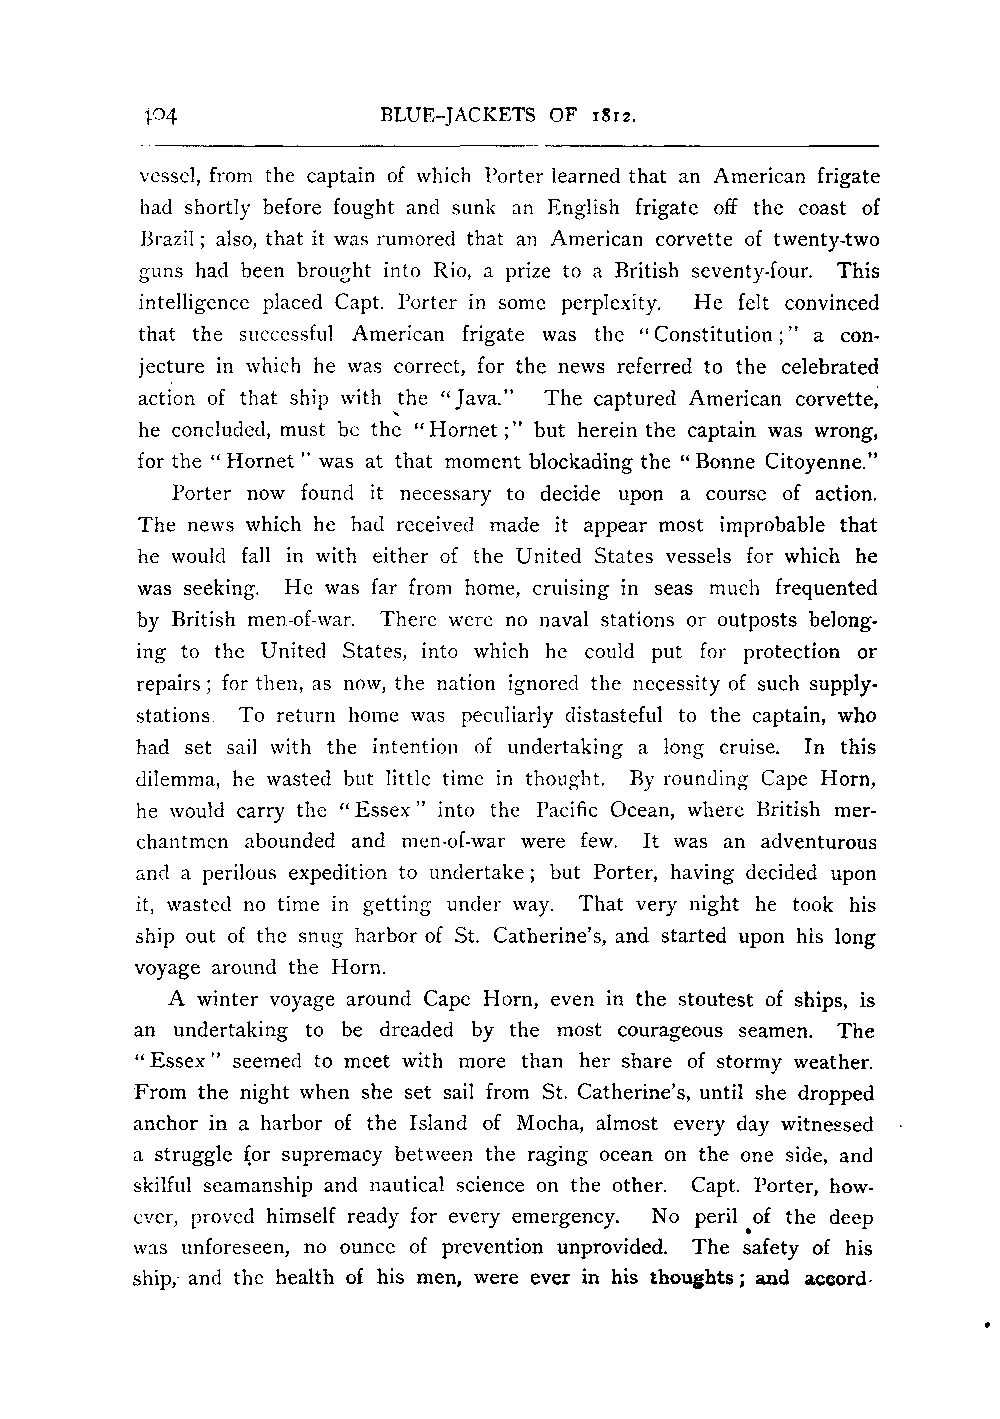 104 BLUE-JACKETS OF 1812.
vessel, from the captain of which Porter learned that an American frigate
had shortly before fought and sunk an English frigate off the coast of
Brazil; also, that it was rumored that an American corvette of twenty-two
guns had been brought into Rio, a prize to a British seventy-four. This
intelligence placed Capt. Porter in some perplexity. He felt convinced
that the successful American frigate was the "Constitution;" a con-
jecture in which he was correct, for the news referred to the celebrated
action of that ship with the "Java." The captured American corvette,
he concluded, must be the "Hornet;" but herein the captain was wrong,
for the "Hornet" was at that moment blockading the "Bonne Citoyenne."
Porter now found it necessary to decide upon a course of action.
The news which he had received made it appear most improbable that
he would fall in with either of the United States vessels for which he
was seeking. He was far from home, cruising in seas much frequented
by British men-of-war. There were no naval stations or outposts belong-
ing to the United States, into which he could put for protection or
repairs; for then, as now, the nation ignored the necessity of such supply-
stations. To return home was peculiarly distasteful to the captain, who
had set sail with the intention of undertaking a long cruise. In this
dilemma, he wasted but little time in thought. By rounding Cape Horn,
he would carry the "Essex" into the Pacific Ocean, where British mer-
chantmen abounded and men-of-war were few. It was an adventurous
and a perilous expedition to undertake; but Porter, having decided upon
it, wasted no time in getting under way. That very night he took his
ship out of the snug harbor of St. Catherine's, and started upon his long
voyage around the Horn.
A winter voyage around Cape Horn, even in the stoutest of ships, is
an undertaking to be dreaded by the most courageous seamen. The
"Essex" seemed to meet with more than her share of stormy weather.
From the night when she set sail from St. Catherine's, until she dropped
anchor in a harbor of the Island of Mocha, almost every day witnessed
a struggle for supremacy between the raging ocean on the one side, and
skilful seamanship and nautical science on the other. Capt. Porter, how-
ever, proved himself ready for every emergency. No peril of the deep
was unforeseen, no ounce of prevention unprovided. The safety of his
ship, and the health of his men, were ever in his thoughts; and accord-